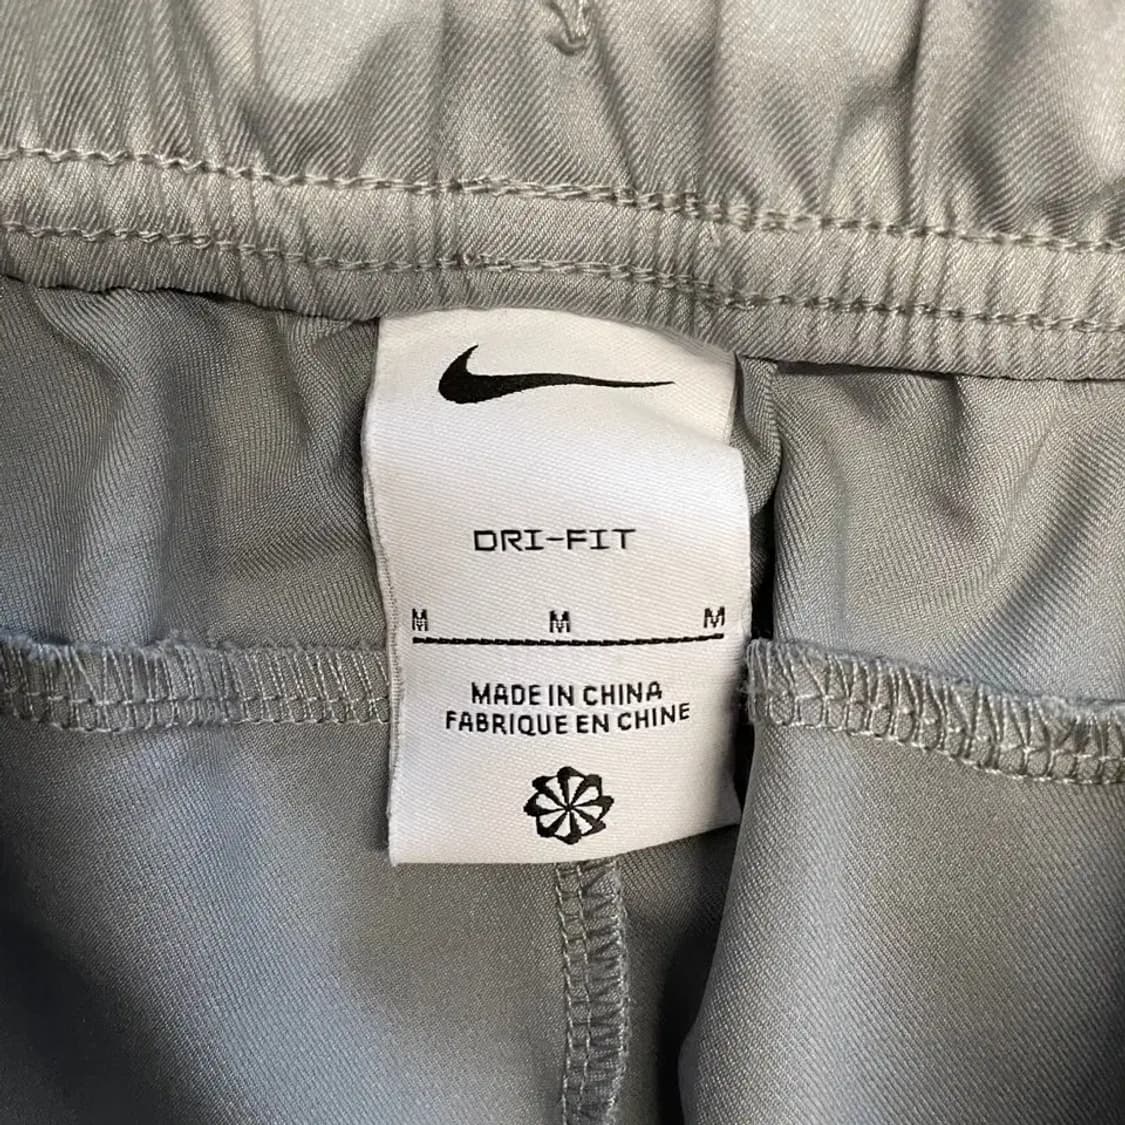 DRI-FIT
M M M
MADE IN CHINA
FABRIQUE EN CHINE